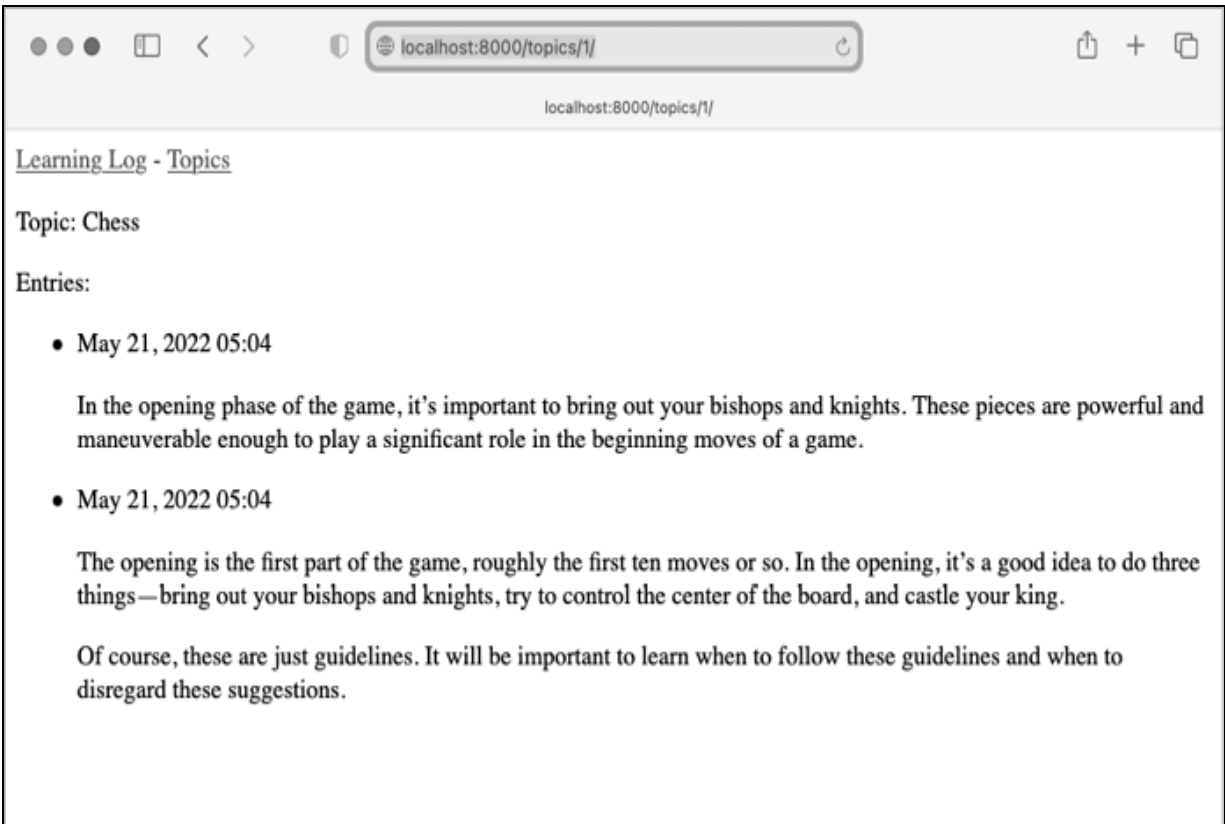 localhost:8000/topics/1/
localhost:8000/topics/1/
Learning Log - Topics
Topic: Chess
Entries:
• May 21, 2022 05:04
In the opening phase of the game, it’s important to bring out your bishops and knights. These pieces are powerful and
maneuverable enough to play a significant role in the beginning moves of a game.
• May 21, 2022 05:04
The opening is the first part of the game, roughly the first ten moves or so. In the opening, it’s a good idea to do three
things—bring out your bishops and knights, try to control the center of the board, and castle your king.
Of course, these are just guidelines. It will be important to learn when to follow these guidelines and when to
disregard these suggestions.